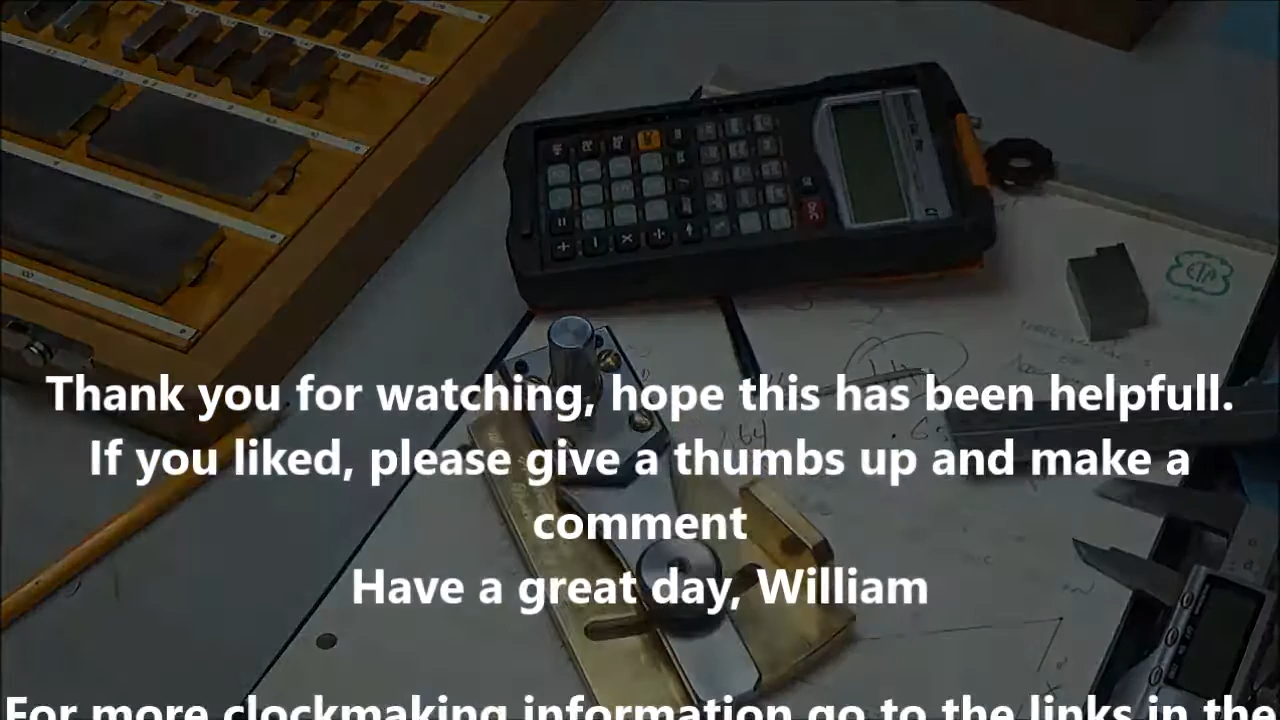 Thank you for watching, hope this has been helpfull.
If you liked, please give a thumbs up and make a
comment
Have a great day, William
For more clockmaking information go to the links in the
ETA